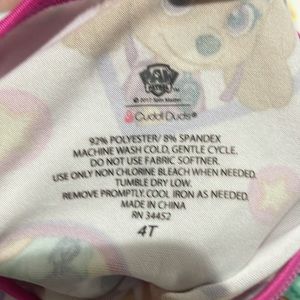 PAW PATROL
© 2017 Spin Master
Cuddl Duds®
92% POLYESTER/ 8% SPANDEX
MACHINE WASH COLD, GENTLE CYCLE.
DO NOT USE FABRIC SOFTNER.
USE ONLY NON CHLORINE BLEACH WHEN NEEDED.
TUMBLE DRY LOW.
REMOVE PROMPTLY. COOL IRON AS NEEDED.
MADE IN CHINA
RN 34452
4T